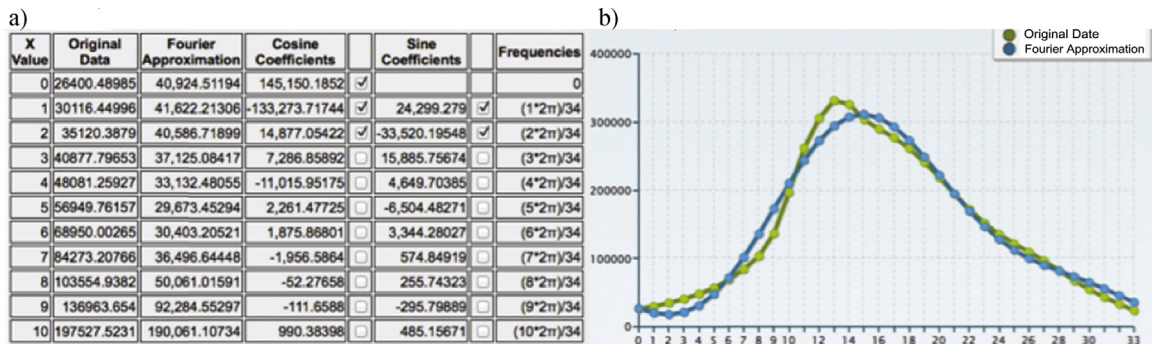 a)
X Value Original Data Fourier Approximation Cosine Coefficients Sine Coefficients Frequencies
0 26400.48985 40,924.51194 145,150.1852 0
1 30116.44996 41,622.21306 -133,273.71744 24,299.279 (1*2π)/34
2 35120.3879 40,586.71899 14,877.05422 -33,520.19548 (2*2π)/34
3 40877.79653 37,125.08417 7,286.85892 15,885.75674 (3*2π)/34
4 48081.25927 33,132.48055 -11,015.95175 4,649.70385 (4*2π)/34
5 56949.76157 29,673.45294 2,261.47725 -6,504.48271 (5*2π)/34
6 68950.00265 30,403.20521 1,875.86801 3,344.28027 (6*2π)/34
7 84273.20766 36,496.64448 -1,956.5864 574.84919 (7*2π)/34
8 103554.9382 50,061.01591 -52.27658 255.74323 (8*2π)/34
9 136963.654 92,284.55297 -111.6588 -295.79889 (9*2π)/34
10 197527.5231 190,061.10734 990.38398 485.15671 (10*2π)/34
b)
Original Date
Fourier Approximation
400000
300000
200000
100000
0
0 1 2 3 4 5 6 7 8 9 10 12 14 16 18 20 22 24 26 28 30 33